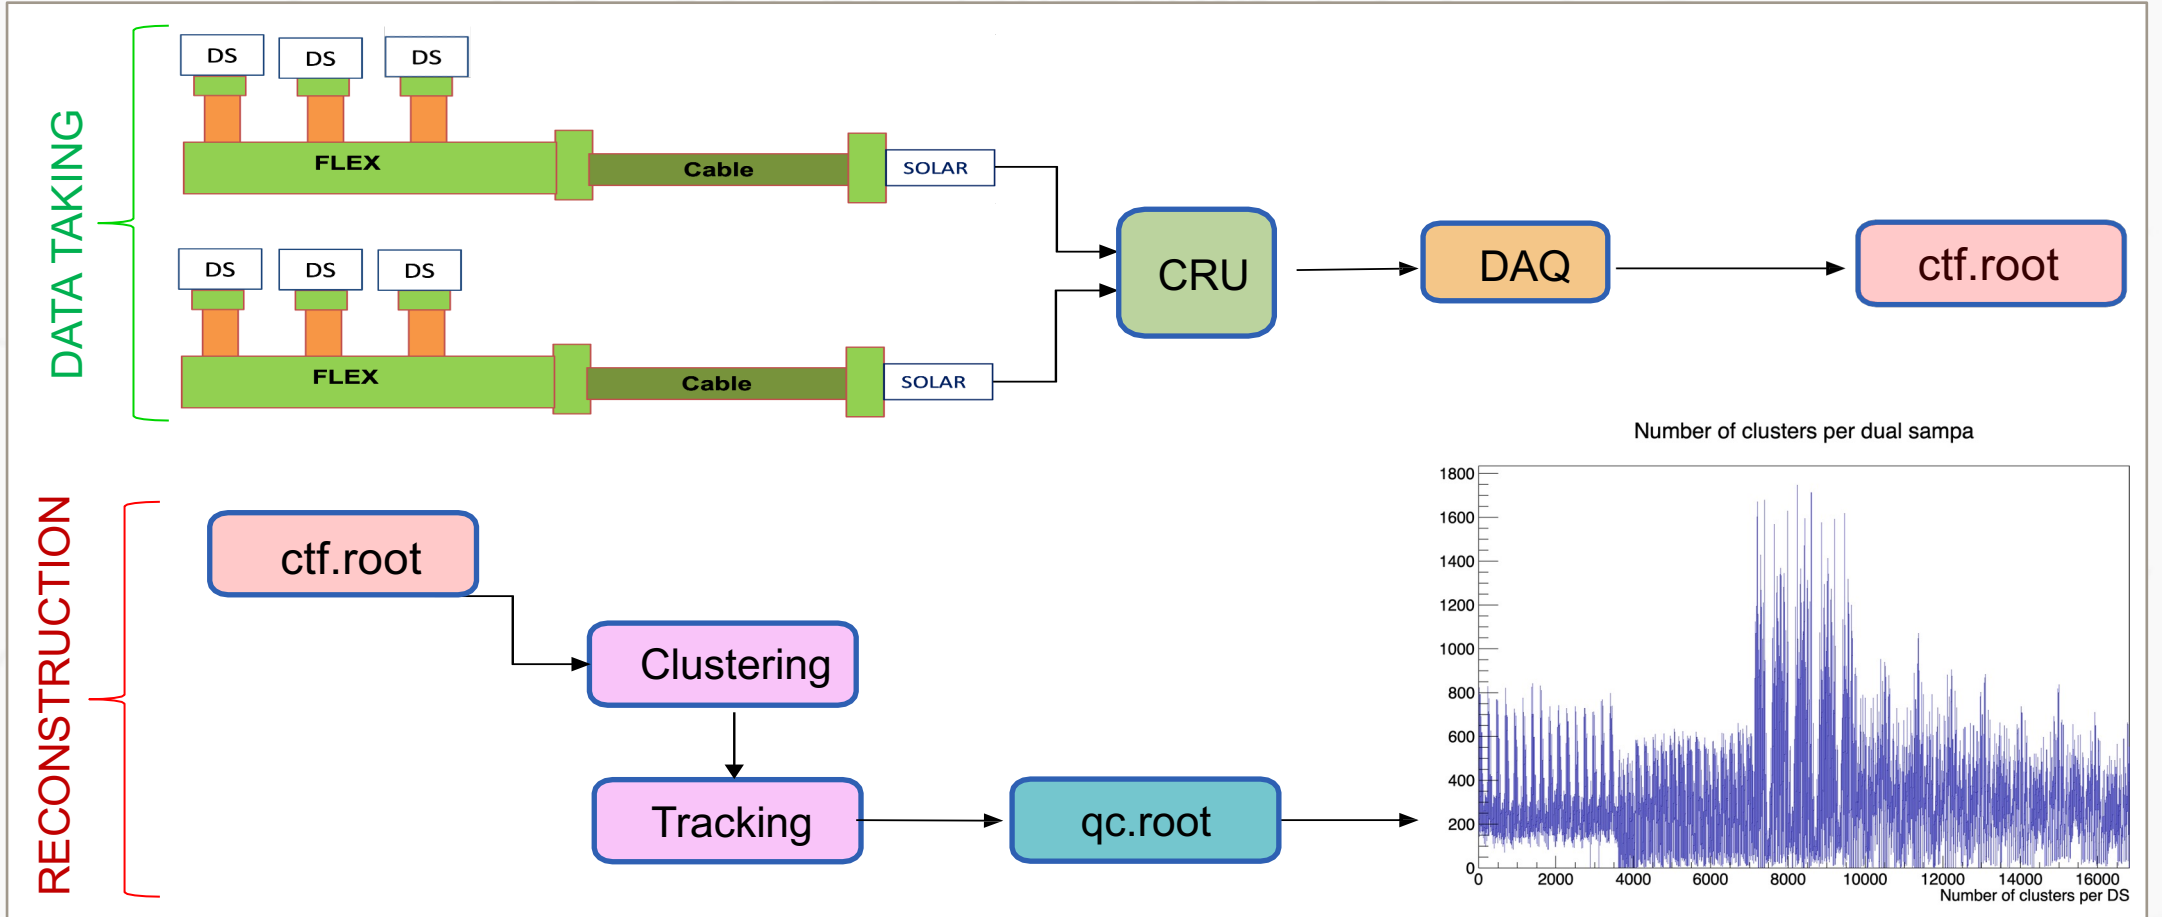 DATA TAKING
DS
DS
DS
FLEX
Cable
SOLAR
DS
DS
DS
FLEX
Cable
SOLAR
CRU
DAQ
ctf.root
RECONSTRUCTION
ctf.root
Clustering
Tracking
qc.root
Number of clusters per dual sampa
1800
1600
1400
1200
1000
800
600
400
200
0
0 2000 4000 6000 8000 10000 12000 14000 16000
Number of clusters per DS